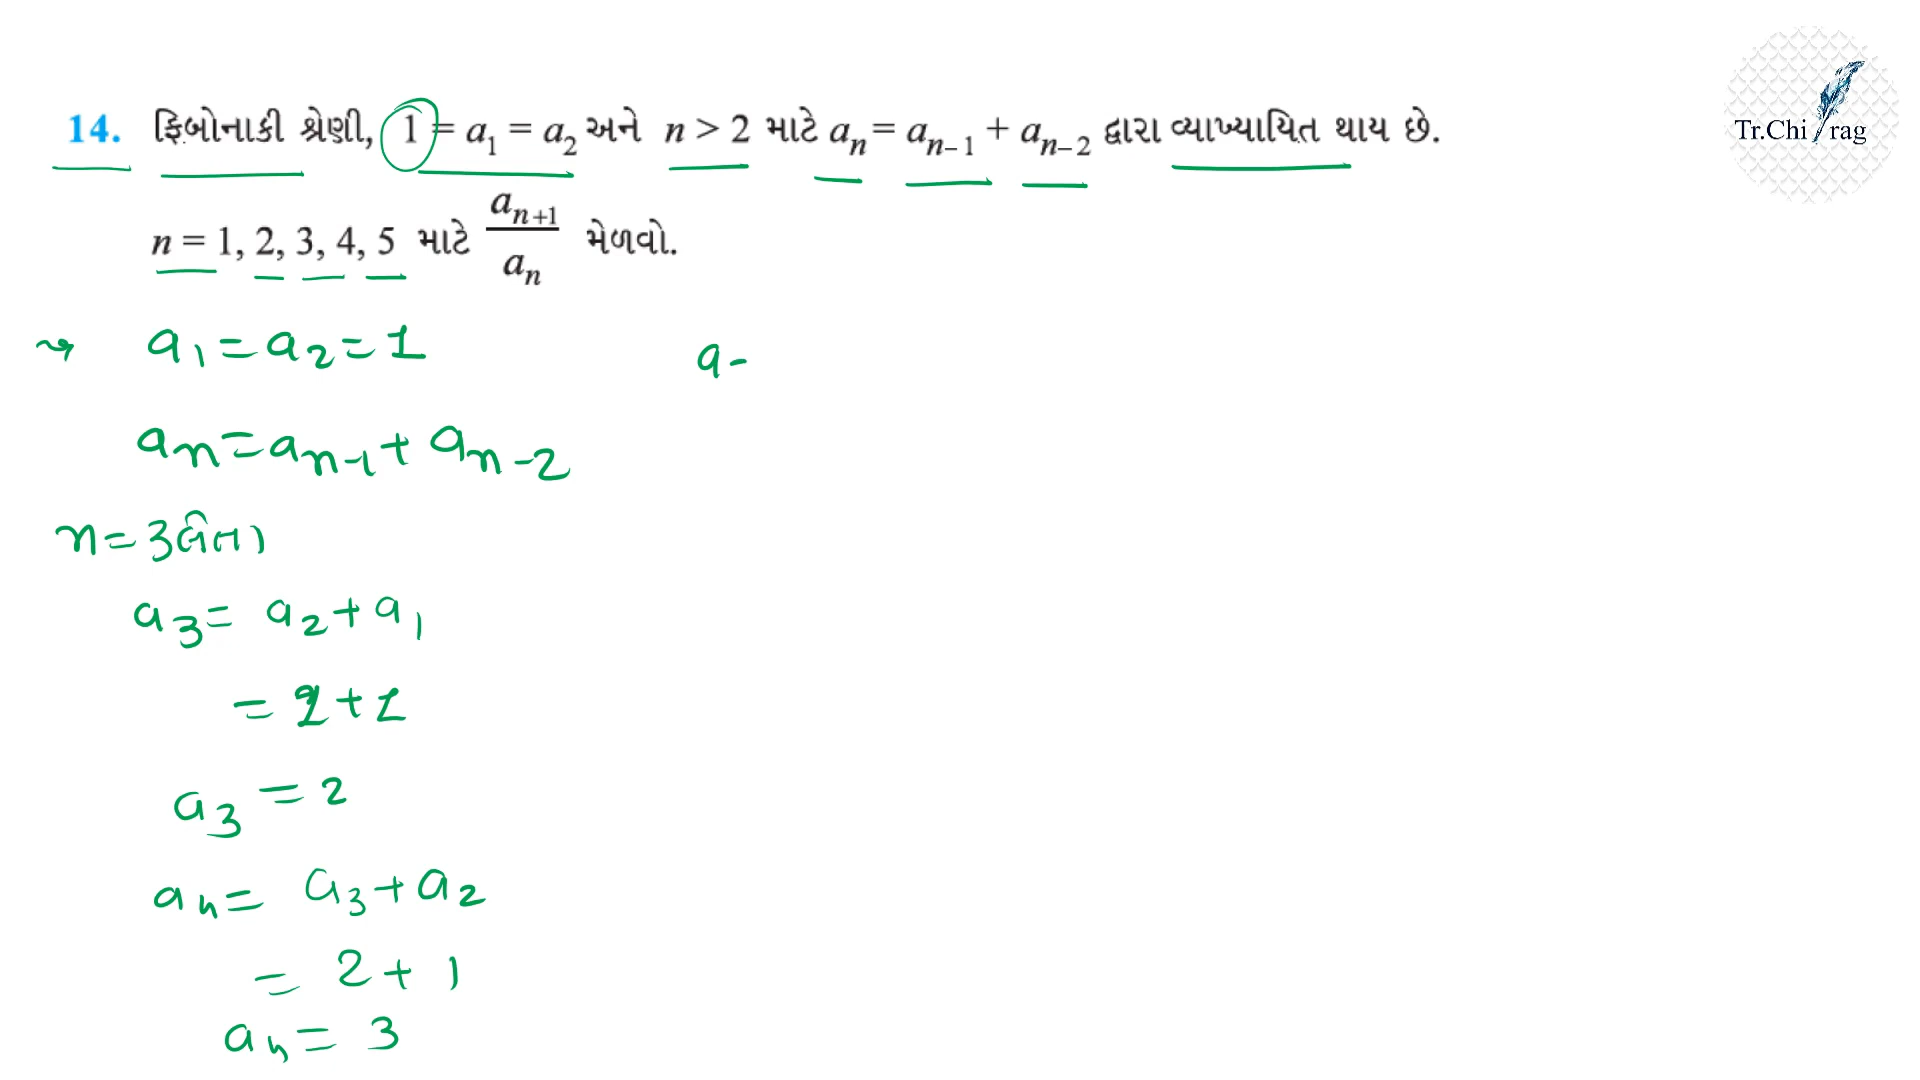 14. ફિબોનાકી શ્રેણી, 1 = a₁ = a₂ અને n > 2 માટે aₙ = aₙ₋₁ + aₙ₋₂ દ્વારા વ્યાખ્યાયિત થાય છે.
Tr.Chirag
n = 1, 2, 3, 4, 5 માટે aₙ₊₁/aₙ મેળવો.
a₁ = a₂ = 1
a -
aₙ = aₙ₋₁ + aₙ₋₂
n = 3 લેતા
a₃ = a₂ + a₁
= 1 + 1
a₃ = 2
a₄ = a₃ + a₂
= 2 + 1
a₄ = 3